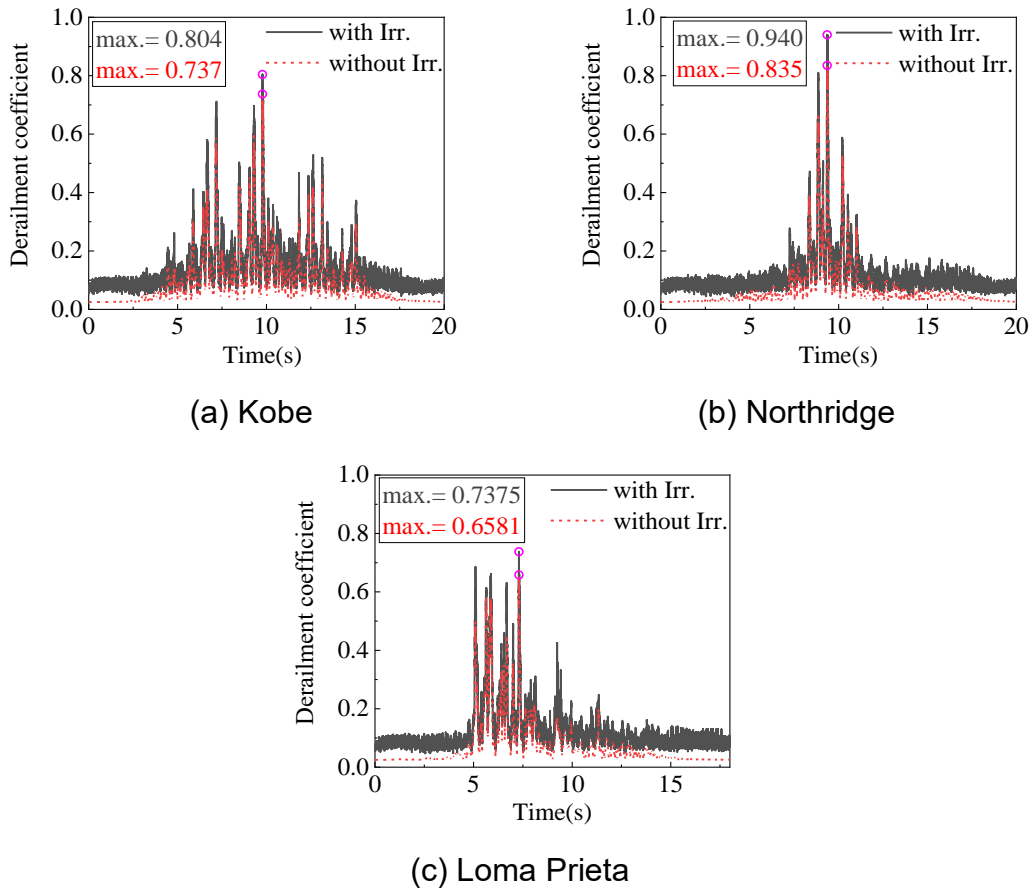 max.= 0.804
max.= 0.737
with Irr.
without Irr.
1.0
0.8
0.6
0.4
0.2
0.0
Derailment coefficient
0
5
10
15
20
Time(s)
(a) Kobe
max.= 0.940
max.= 0.835
with Irr.
without Irr.
1.0
0.8
0.6
0.4
0.2
0.0
Derailment coefficient
0
5
10
15
20
Time(s)
(b) Northridge
max.= 0.7375
max.= 0.6581
with Irr.
without Irr.
1.0
0.8
0.6
0.4
0.2
0.0
Derailment coefficient
0
5
10
15
Time(s)
(c) Loma Prieta